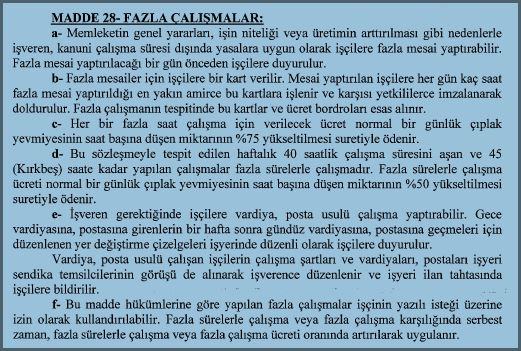 MADDE 28- FAZLA ÇALIŞMALAR:
a- Memleketin genel yararları, işin niteliği veya üretimin arttırılması gibi nedenlerle
işveren, kanuni çalışma süresi dışında yasalara uygun olarak işçilere fazla mesai yaptırabilir.
Fazla mesai yaptırılacağı bir gün önceden işçilere duyurulur.
b- Fazla mesailer için işçilere bir kart verilir. Mesai yaptırılan işçilere her gün kaç saat
fazla mesai yaptırıldığı en yakın amirce bu kartlara işlenir ve karşısı yetkililerce imzalanarak
doldurulur. Fazla çalışmanın tespitinde bu kartlar ve ücret bordroları esas alınır.
c- Her bir fazla saat çalışma için verilecek ücret normal bir günlük çıplak
yevmiyesinin saat başına düşen miktarının %75 yükseltilmesi suretiyle ödenir.
d- Bu sözleşmeyle tespit edilen haftalık 40 saatlik çalışma süresini aşan ve 45
(Kırkbeş) saate kadar yapılan çalışmalar fazla sürelerle çalışmadır. Fazla sürelerle çalışma
ücreti normal bir günlük çıplak yevmiyesinin saat başına düşen miktarının %50 yükseltilmesi
suretiyle ödenir.
e- İşveren gerektiğinde işçilere vardiya, posta usulü çalışma yaptırabilir. Gece
vardiyasına, postasına girenlerin bir hafta sonra gündüz vardiyasına, postasına geçmeleri için
düzenlenen yer değiştirme çizelgeleri işyerinde düzenli olarak işçilere duyurulur.
Vardiya, posta usulü çalışan işçilerin çalışma şartları ve vardiyaları, postaları işyeri
sendika temsilcilerinin görüşü de alınarak işverence düzenlenir ve işyeri ilan tahtasında
işçilere bildirilir.
f- Bu madde hükümlerine göre yapılan fazla çalışmalar işçinin yazılı isteği üzerine
izin olarak kullandırılabilir. Fazla sürelerle çalışma veya fazla çalışma karşılığında serbest
zaman, fazla sürelerle çalışma veya fazla çalışma ücreti oranında artırılarak uygulanır.